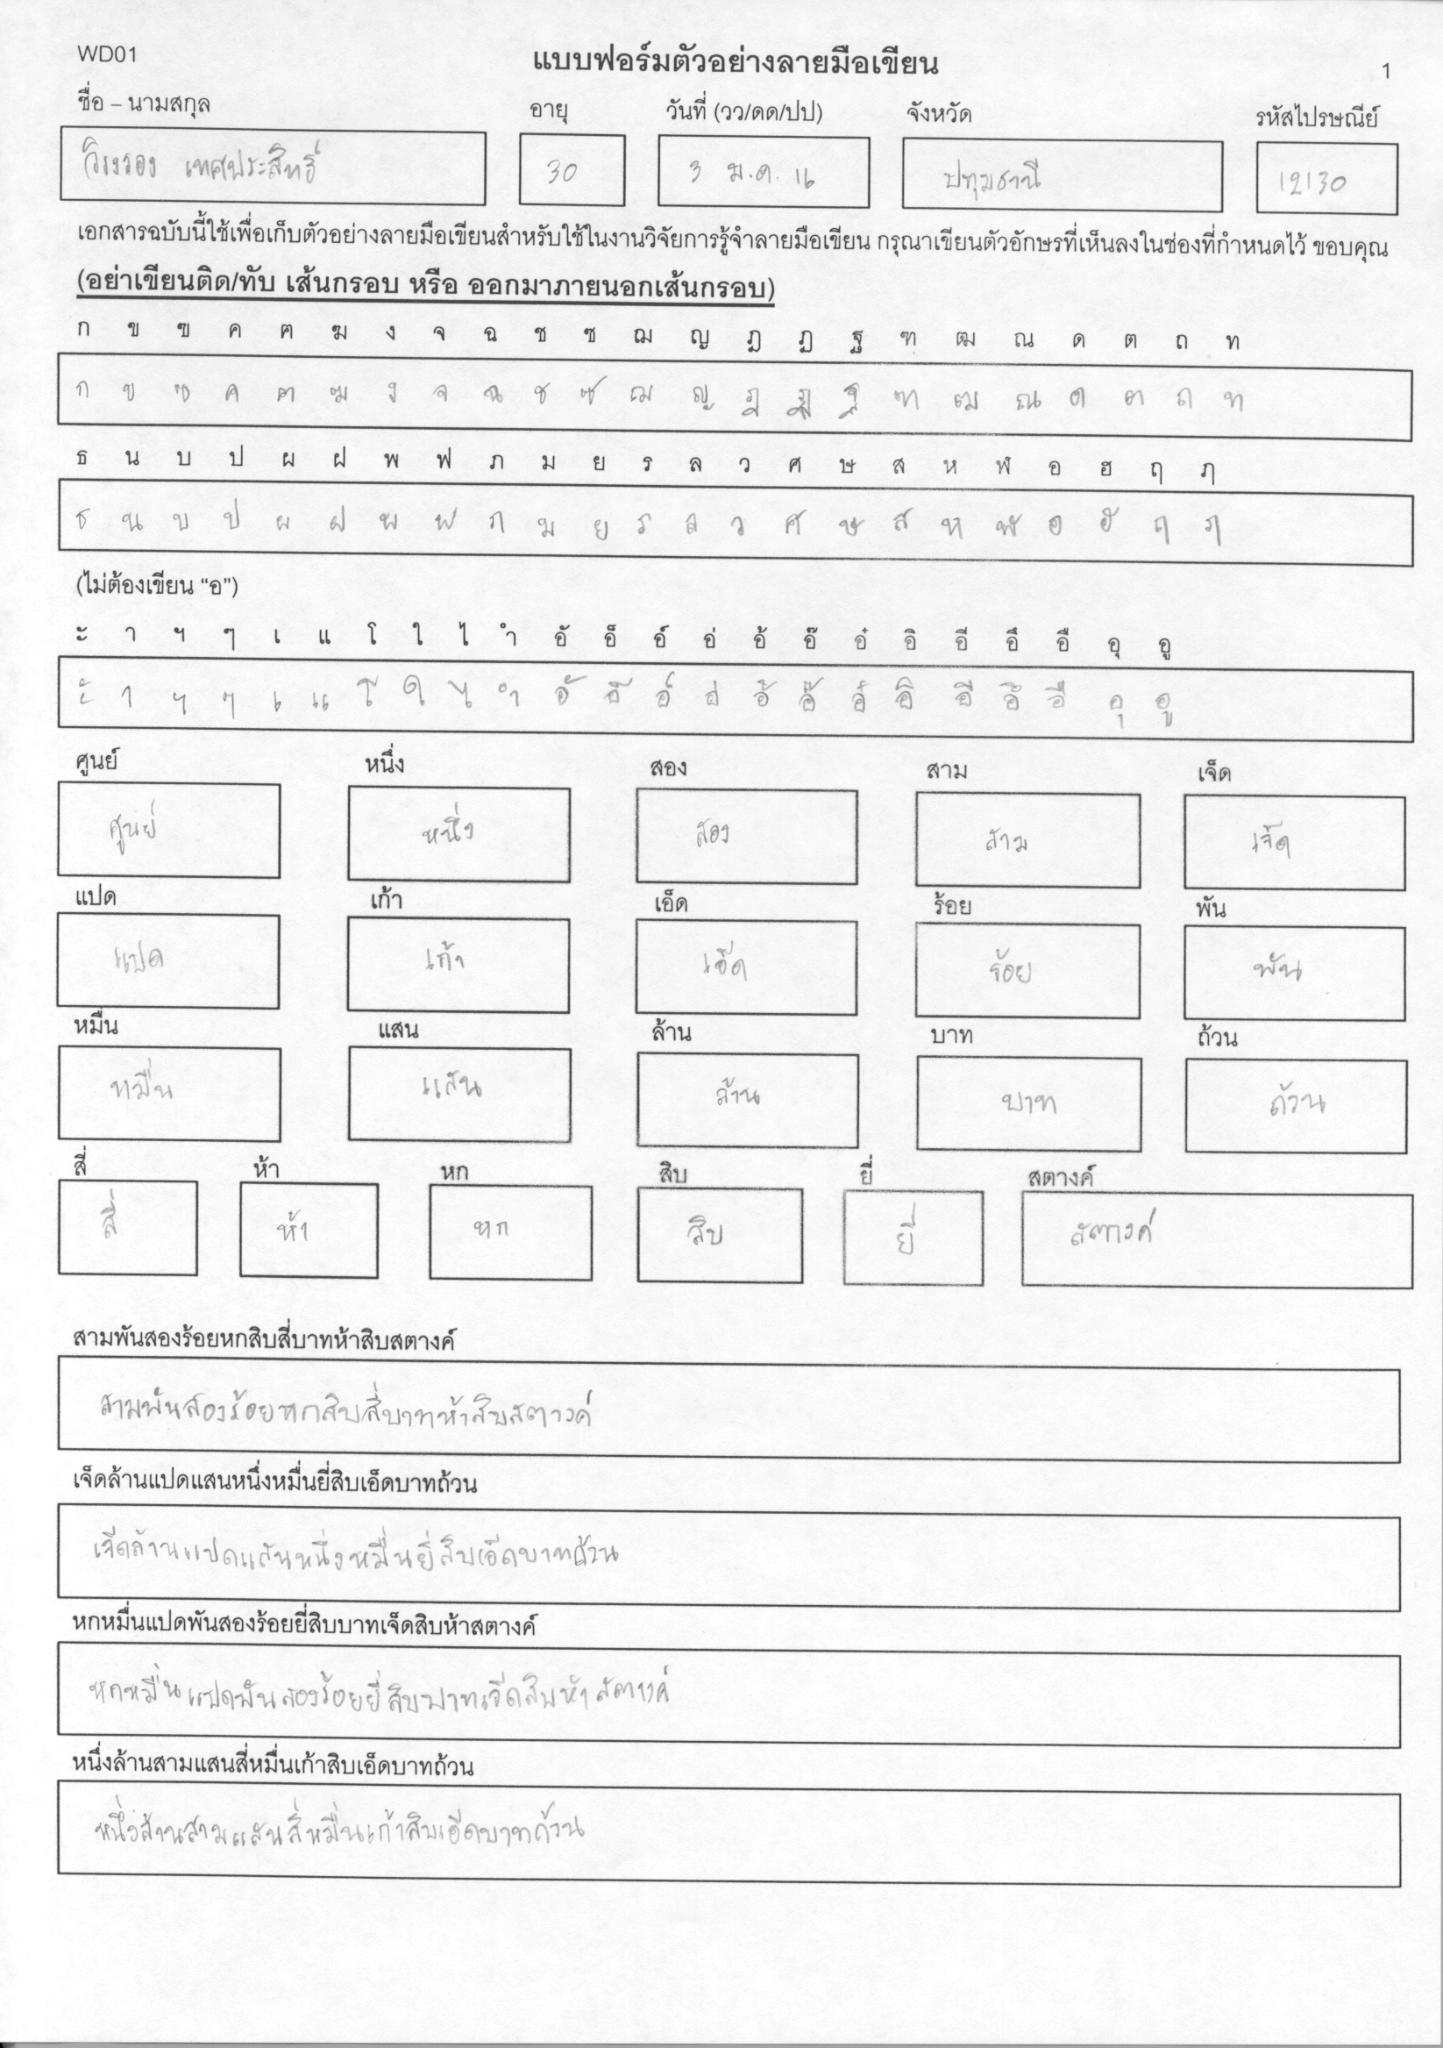 WD01
แบบฟอร์มตัวอย่างลายมือเขียน
1
ชื่อ – นามสกุล อายุ วันที่ (วว/ดด/ปป) จังหวัด รหัสไปรษณีย์
เทศประสิทธิ์ 30 3 ม.ค. 16 ปทุมธานี 12130
เอกสารฉบับนี้ใช้เพื่อเก็บตัวอย่างลายมือเขียนสำหรับใช้ในงานวิจัยการรู้จำลายมือเขียน กรุณาเขียนตัวอักษรที่เห็นลงในช่องที่กำหนดไว้ ขอบคุณ
(อย่าเขียนติด/ทับ เส้นกรอบ หรือ ออกมาภายนอกเส้นกรอบ)
ก ข ฃ ค ฅ ฆ ง จ ฉ ช ซ ฌ ญ ฎ ฏ ฐ ฑ ฒ ณ ด ต ถ ท
ก ข ฃ ค ฅ ฆ ง จ ฉ ช ซ ฌ ญ ฎ ฏ ฐ ฑ ฒ ณ ด ต ถ ท
ธ น บ ป ผ ฝ พ ฟ ภ ม ย ร ล ว ศ ษ ส ห ฬ อ ฮ ฤ ฦ
ธ น บ ป ผ ฝ พ ฟ ภ ม ย ร ล ว ศ ษ ส ห ฬ อ ฮ ฤ ฦ
(ไม่ต้องเขียน “อ”)
ะ า ฯ ๆ เ แ โ ใ ไ ำ อั อ็ อ์ อ่ อ้ อ๊ อ๋ อิ อี อึ อื อุ อู
ะ า ฯ ๆ เ แ โ ใ ไ ำ อั อ็ อ์ อ่ อ้ อ๊ อ๋ อิ อี อึ อื อุ อู
ศูนย์ หนึ่ง สอง สาม เจ็ด
ศูนย์ หนึ่ง สอง สาม เจ็ด
แปด เก้า เอ็ด ร้อย พัน
แปด เก้า เอ็ด ร้อย พัน
หมื่น แสน ล้าน บาท ถ้วน
หมื่น แสน ล้าน บาท ถ้วน
สี่ ห้า หก สิบ ยี่ สตางค์
สี่ ห้า หก สิบ ยี่ สตางค์
สามพันสองร้อยหกสิบสี่บาทห้าสิบสตางค์
สามพันสองร้อยหกสิบสี่บาทห้าสิบสตางค์
เจ็ดล้านแปดแสนหนึ่งหมื่นยี่สิบเอ็ดบาทถ้วน
เจ็ดล้านแปดแสนหนึ่งหมื่นยี่สิบเอ็ดบาทถ้วน
หกหมื่นแปดพันสองร้อยยี่สิบบาทเจ็ดสิบห้าสตางค์
หกหมื่นแปดพันสองร้อยยี่สิบบาทเจ็ดสิบห้าสตางค์
หนึ่งล้านสามแสนสี่หมื่นเก้าสิบเอ็ดบาทถ้วน
หนึ่งล้านสามแสนสี่หมื่นเก้าสิบเอ็ดบาทถ้วน